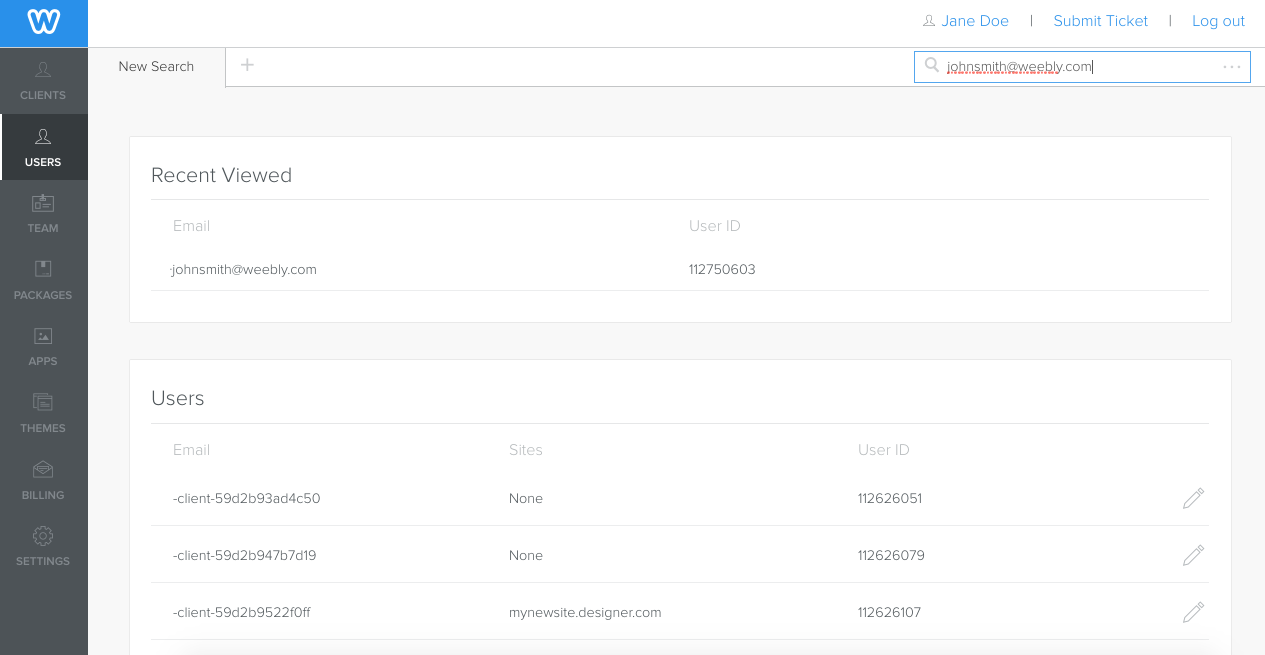 Jane Doe | Submit Ticket | Log out
New Search + johnsmith@weebly.com ...
CLIENTS
USERS
TEAM
PACKAGES
APPS
THEMES
BILLING
SETTINGS
Recent Viewed
Email User ID
-johnsmith@weebly.com 112750603
Users
Email Sites User ID
-client-59d2b93ad4c50 None 112626051
-client-59d2b947b7d19 None 112626079
-client-59d2b9522f0ff mynewsite.designer.com 112626107